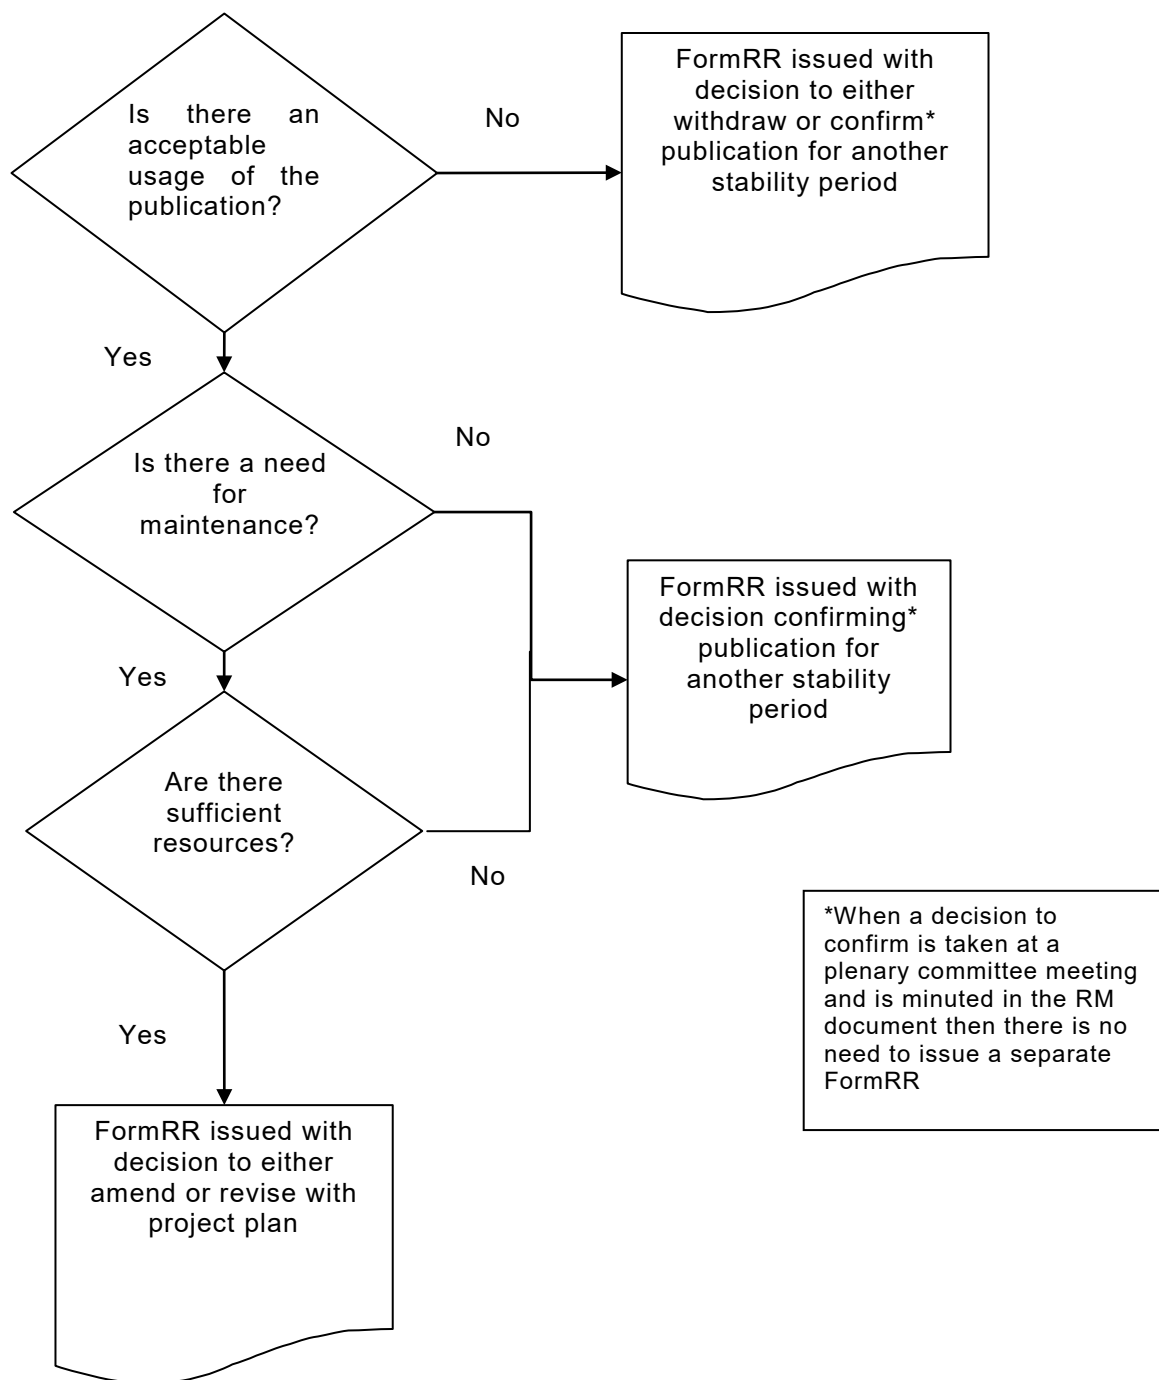 Is there an
acceptable
usage of the
publication?
No
FormRR issued with
decision to either
withdraw or confirm*
publication for another
stability period
Yes
Is there a need
for
maintenance?
No
FormRR issued with
decision confirming*
publication for
another stability
period
Yes
Are there
sufficient
resources?
No
*When a decision to
confirm is taken at a
plenary committee meeting
and is minuted in the RM
document then there is no
need to issue a separate
FormRR
Yes
FormRR issued with
decision to either
amend or revise with
project plan